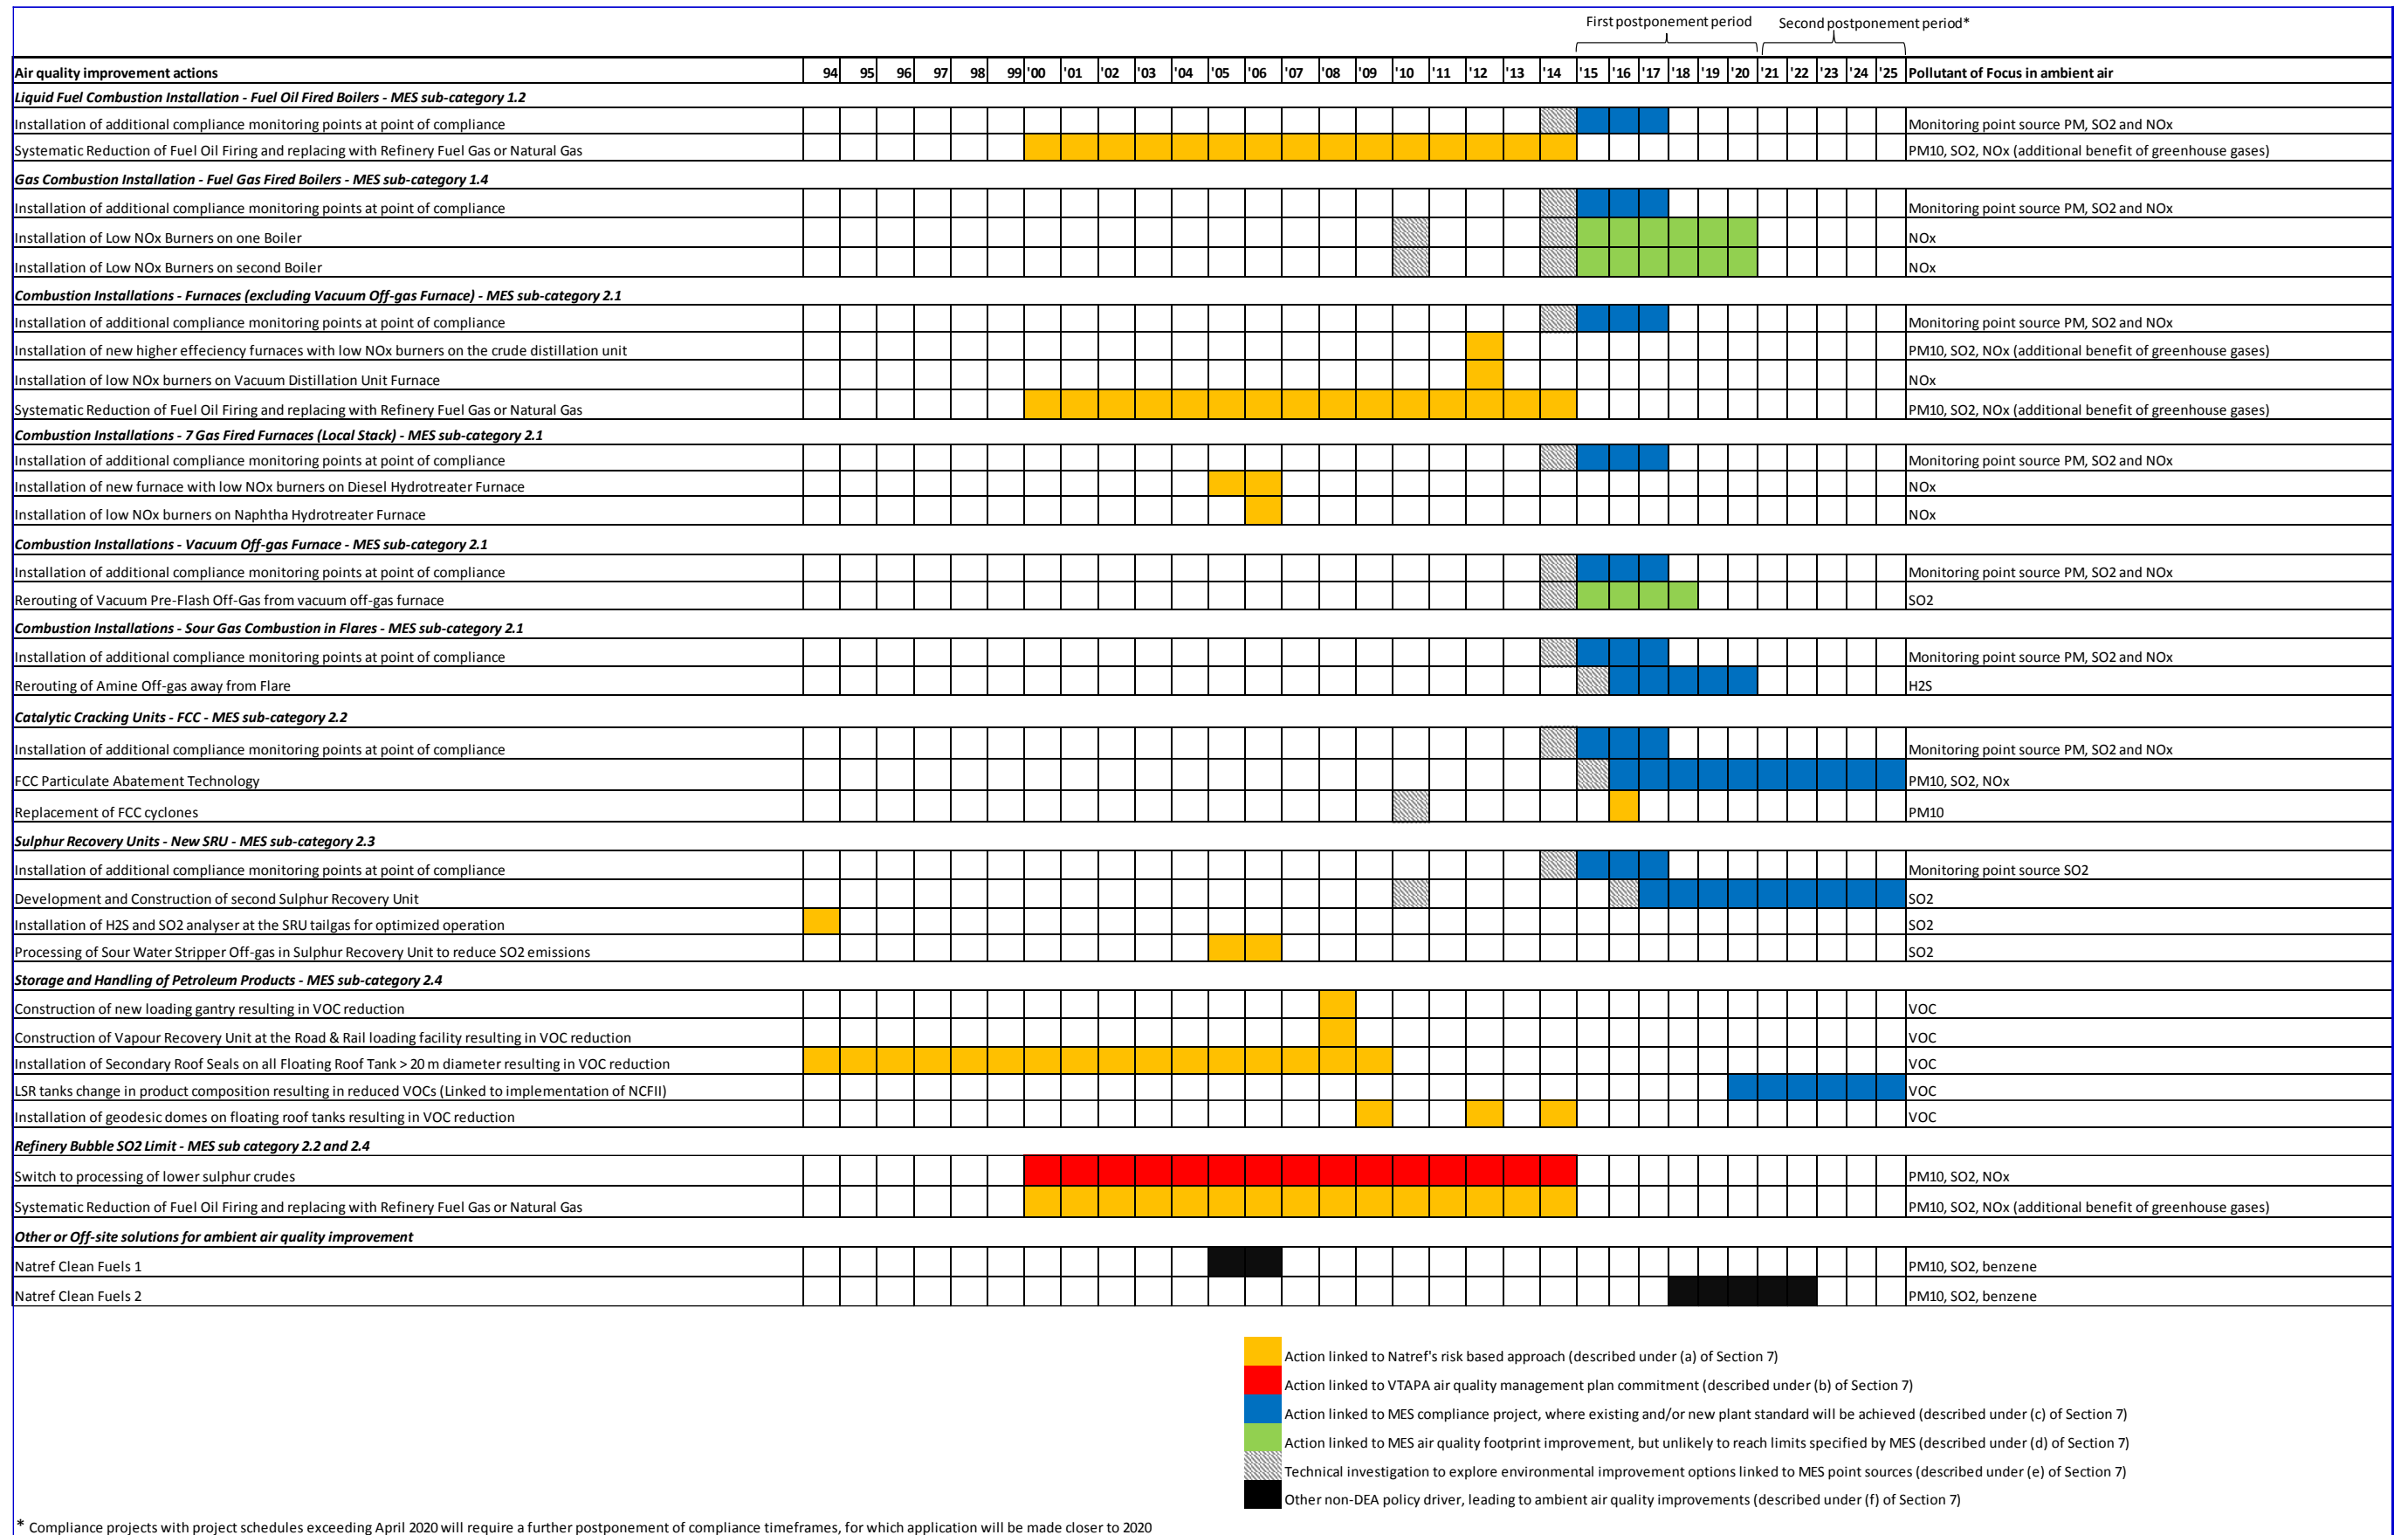 First postponement period Second postponement period*
Air quality improvement actions 94 95 96 97 98 99 '00 '01 '02 '03 '04 '05 '06 '07 '08 '09 '10 '11 '12 '13 '14 '15 '16 '17 '18 '19 '20 '21 '22 '23 '24 '25 Pollutant of Focus in ambient air
Liquid Fuel Combustion Installation - Fuel Oil Fired Boilers - MES sub-category 1.2
Installation of additional compliance monitoring points at point of compliance Monitoring point source PM, SO2 and NOx
Systematic Reduction of Fuel Oil Firing and replacing with Refinery Fuel Gas or Natural Gas PM10, SO2, NOx (additional benefit of greenhouse gases)
Gas Combustion Installation - Fuel Gas Fired Boilers - MES sub-category 1.4
Installation of additional compliance monitoring points at point of compliance Monitoring point source PM, SO2 and NOx
Installation of Low NOx Burners on one Boiler NOx
Installation of Low NOx Burners on second Boiler NOx
Combustion Installations - Furnaces (excluding Vacuum Off-gas Furnace) - MES sub-category 2.1
Installation of additional compliance monitoring points at point of compliance Monitoring point source PM, SO2 and NOx
Installation of new higher effeciency furnaces with low NOx burners on the crude distillation unit PM10, SO2, NOx (additional benefit of greenhouse gases)
Installation of low NOx burners on Vacuum Distillation Unit Furnace NOx
Systematic Reduction of Fuel Oil Firing and replacing with Refinery Fuel Gas or Natural Gas PM10, SO2, NOx (additional benefit of greenhouse gases)
Combustion Installations - 7 Gas Fired Furnaces (Local Stack) - MES sub-category 2.1
Installation of additional compliance monitoring points at point of compliance Monitoring point source PM, SO2 and NOx
Installation of new furnace with low NOx burners on Diesel Hydrotreater Furnace NOx
Installation of low NOx burners on Naphtha Hydrotreater Furnace NOx
Combustion Installations - Vacuum Off-gas Furnace - MES sub-category 2.1
Installation of additional compliance monitoring points at point of compliance Monitoring point source PM, SO2 and NOx
Rerouting of Vacuum Pre-Flash Off-Gas from vacuum off-gas furnace SO2
Combustion Installations - Sour Gas Combustion in Flares - MES sub-category 2.1
Installation of additional compliance monitoring points at point of compliance Monitoring point source PM, SO2 and NOx
Rerouting of Amine Off-gas away from Flare H2S
Catalytic Cracking Units - FCC - MES sub-category 2.2
Installation of additional compliance monitoring points at point of compliance Monitoring point source PM, SO2 and NOx
FCC Particulate Abatement Technology PM10, SO2, NOx
Replacement of FCC cyclones PM10
Sulphur Recovery Units - New SRU - MES sub-category 2.3
Installation of additional compliance monitoring points at point of compliance Monitoring point source SO2
Development and Construction of second Sulphur Recovery Unit SO2
Installation of H2S and SO2 analyser at the SRU tailgas for optimized operation SO2
Processing of Sour Water Stripper Off-gas in Sulphur Recovery Unit to reduce SO2 emissions SO2
Storage and Handling of Petroleum Products - MES sub-category 2.4
Construction of new loading gantry resulting in VOC reduction VOC
Construction of Vapour Recovery Unit at the Road & Rail loading facility resulting in VOC reduction VOC
Installation of Secondary Roof Seals on all Floating Roof Tank > 20 m diameter resulting in VOC reduction VOC
LSR tanks change in product composition resulting in reduced VOCs (Linked to implementation of NCFII) VOC
Installation of geodesic domes on floating roof tanks resulting in VOC reduction VOC
Refinery Bubble SO2 Limit - MES sub category 2.2 and 2.4
Switch to processing of lower sulphur crudes PM10, SO2, NOx
Systematic Reduction of Fuel Oil Firing and replacing with Refinery Fuel Gas or Natural Gas PM10, SO2, NOx (additional benefit of greenhouse gases)
Other or Off-site solutions for ambient air quality improvement
Natref Clean Fuels 1 PM10, SO2, benzene
Natref Clean Fuels 2 PM10, SO2, benzene
Action linked to Natref's risk based approach (described under (a) of Section 7)
Action linked to VTAPA air quality management plan commitment (described under (b) of Section 7)
Action linked to MES compliance project, where existing and/or new plant standard will be achieved (described under (c) of Section 7)
Action linked to MES air quality footprint improvement, but unlikely to reach limits specified by MES (described under (d) of Section 7)
Technical investigation to explore environmental improvement options linked to MES point sources (described under (e) of Section 7)
Other non-DEA policy driver, leading to ambient air quality improvements (described under (f) of Section 7)
* Compliance projects with project schedules exceeding April 2020 will require a further postponement of compliance timeframes, for which application will be made closer to 2020